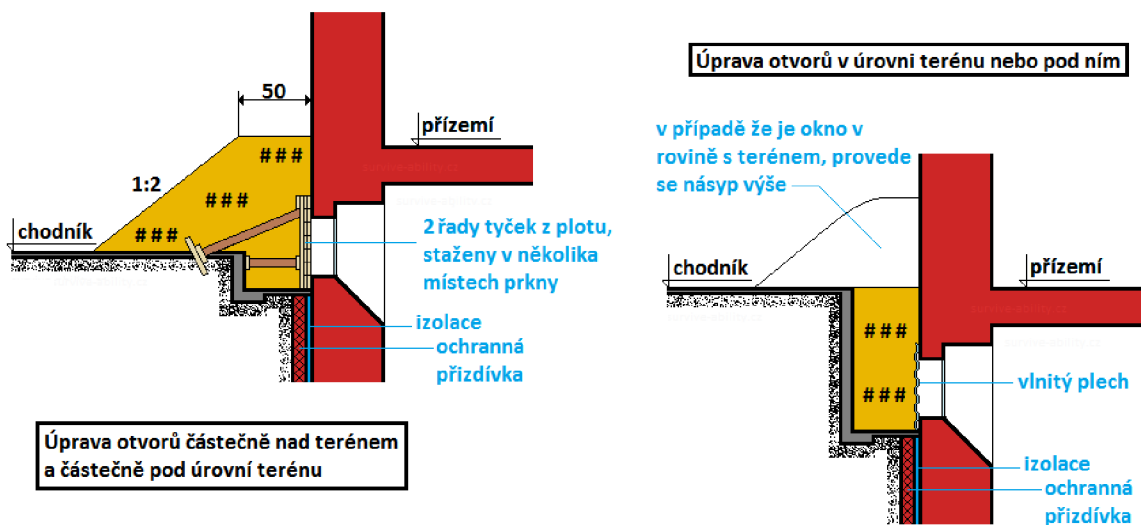 50
###
1:2
###
###
chodník
přízemí
2 řady tyček z plotu,
staženy v několika
místech prkny
izolace
ochranná
přizdívka
Úprava otvorů částečně nad terénem
a částečně pod úrovní terénu
Úprava otvorů v úrovni terénu nebo pod ním
v případě že je okno v
rovině s terénem, provede
se násyp výše
chodník
přízemí
###
###
vlnitý plech
izolace
ochranná
přizdívka